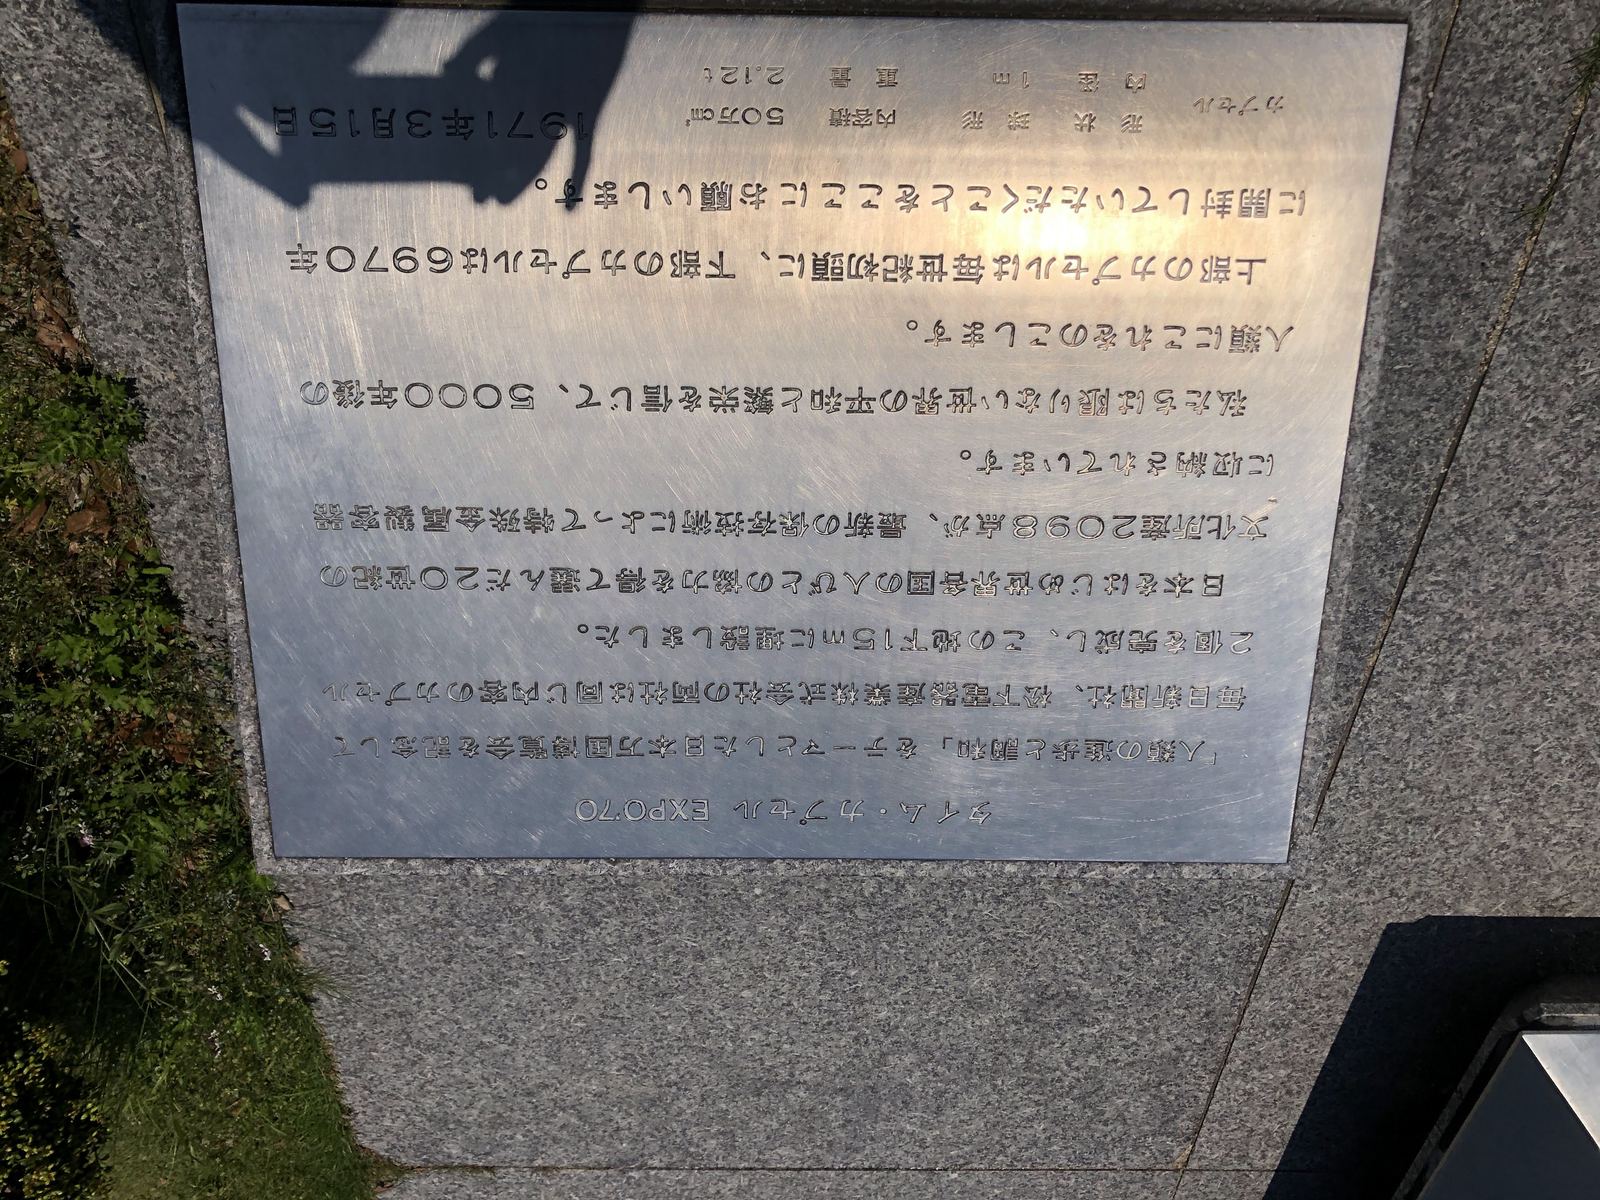 タイム・カプセル EXPO'70
「人類の進歩と調和」をテーマとした日本万国博覧会を記念して
毎日新聞社、松下電器産業株式会社の両社は同じ内容のカプセル
2個を完成し、この地下15mに埋設しました。
日本をはじめ世界各国の人びとの協力を得て選んだ20世紀の
文化所産2098点が、最新の保存技術によって特殊金属製容器
に収納されています。
私たちは限りない世界の平和と繁栄を信じて、5000年後の
人類にこれをのこします。
上部のカプセルは毎世紀初頭に、下部のカプセルは6970年
に開封していただくことをここにお願いします。
カプセル 形状 球形 内容積 50万㎤ 1971年3月15日
内径 1m 重量 2.12t